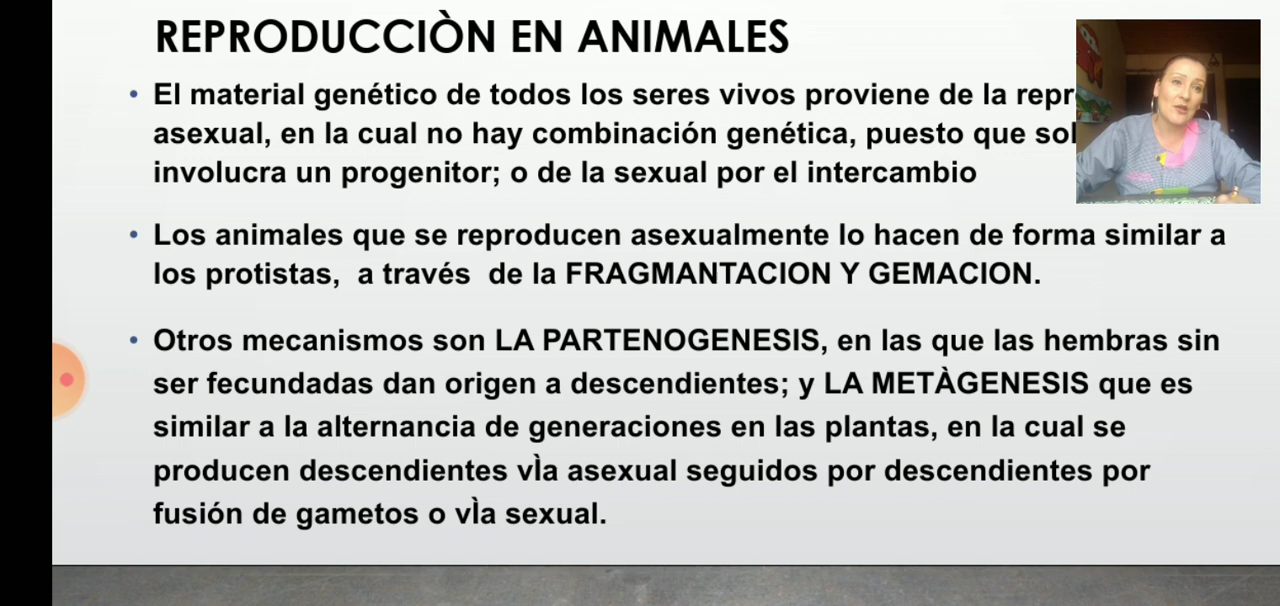 REPRODUCCIÒN EN ANIMALES
• El material genético de todos los seres vivos proviene de la
asexual, en la cual no hay combinación genética, puesto que
involucra un progenitor; o de la sexual por el intercambio
• Los animales que se reproducen asexualmente lo hacen de forma similar a
los protistas, a través de la FRAGMANTACION Y GEMACION.
• Otros mecanismos son LA PARTENOGENESIS, en las que las hembras sin
ser fecundadas dan origen a descendientes; y LA METÀGENESIS que es
similar a la alternancia de generaciones en las plantas, en la cual se
producen descendientes vÌa asexual seguidos por descendientes por
fusión de gametos o vÌa sexual.